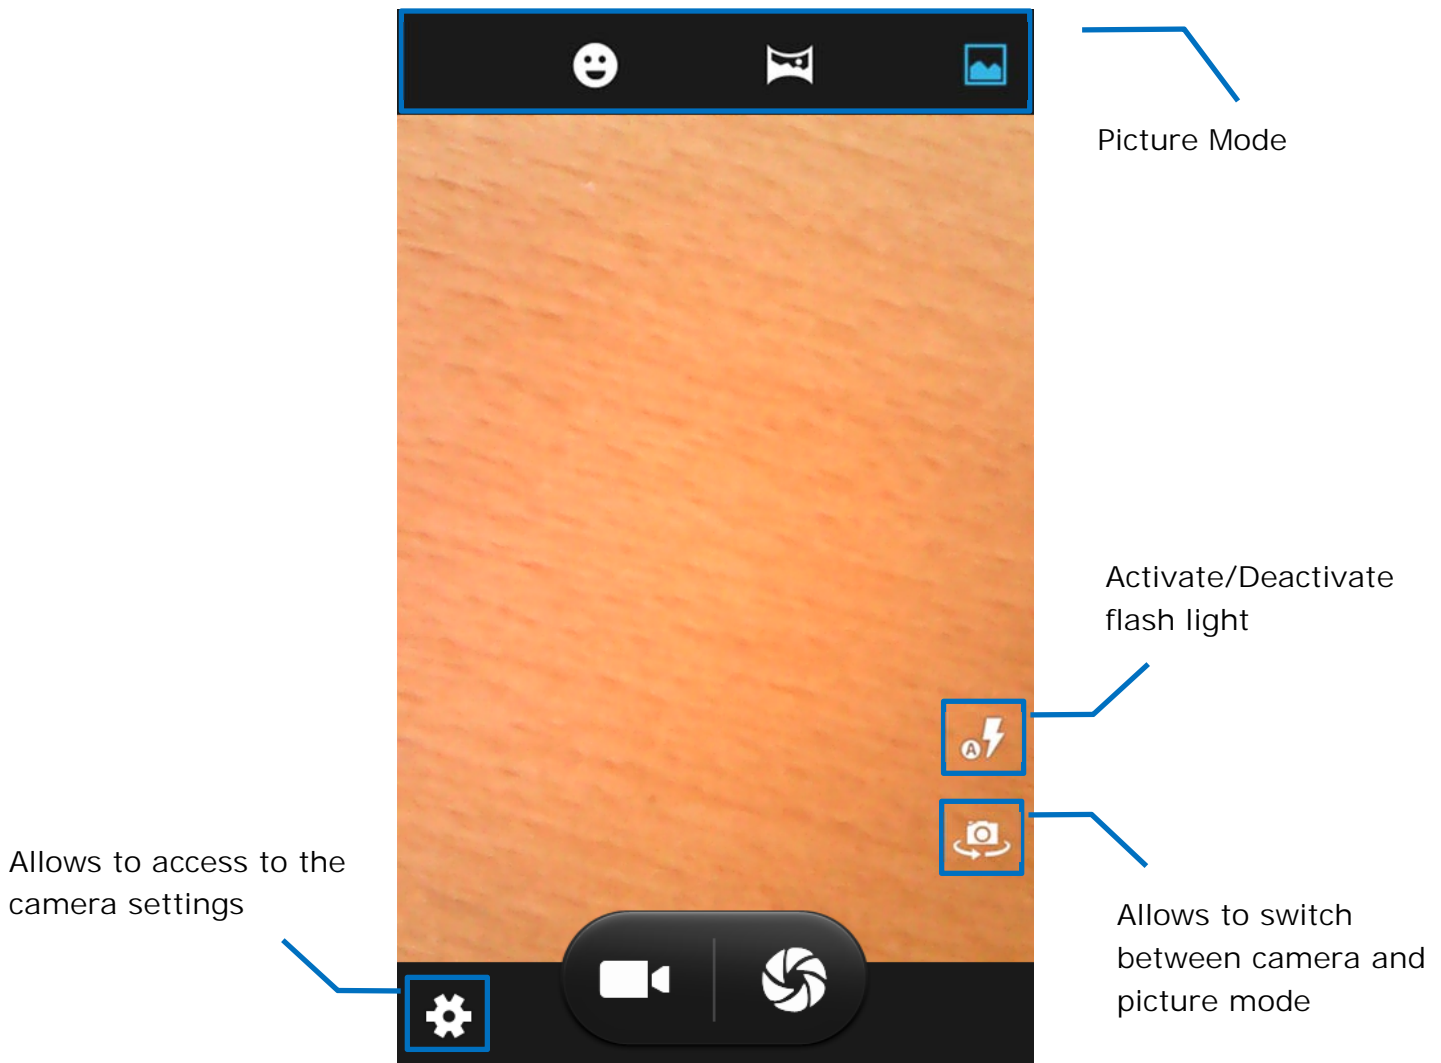 Picture Mode
Activate/Deactivate
flash light
A
Allows to access to the
camera settings
Allows to switch
between camera and
picture mode